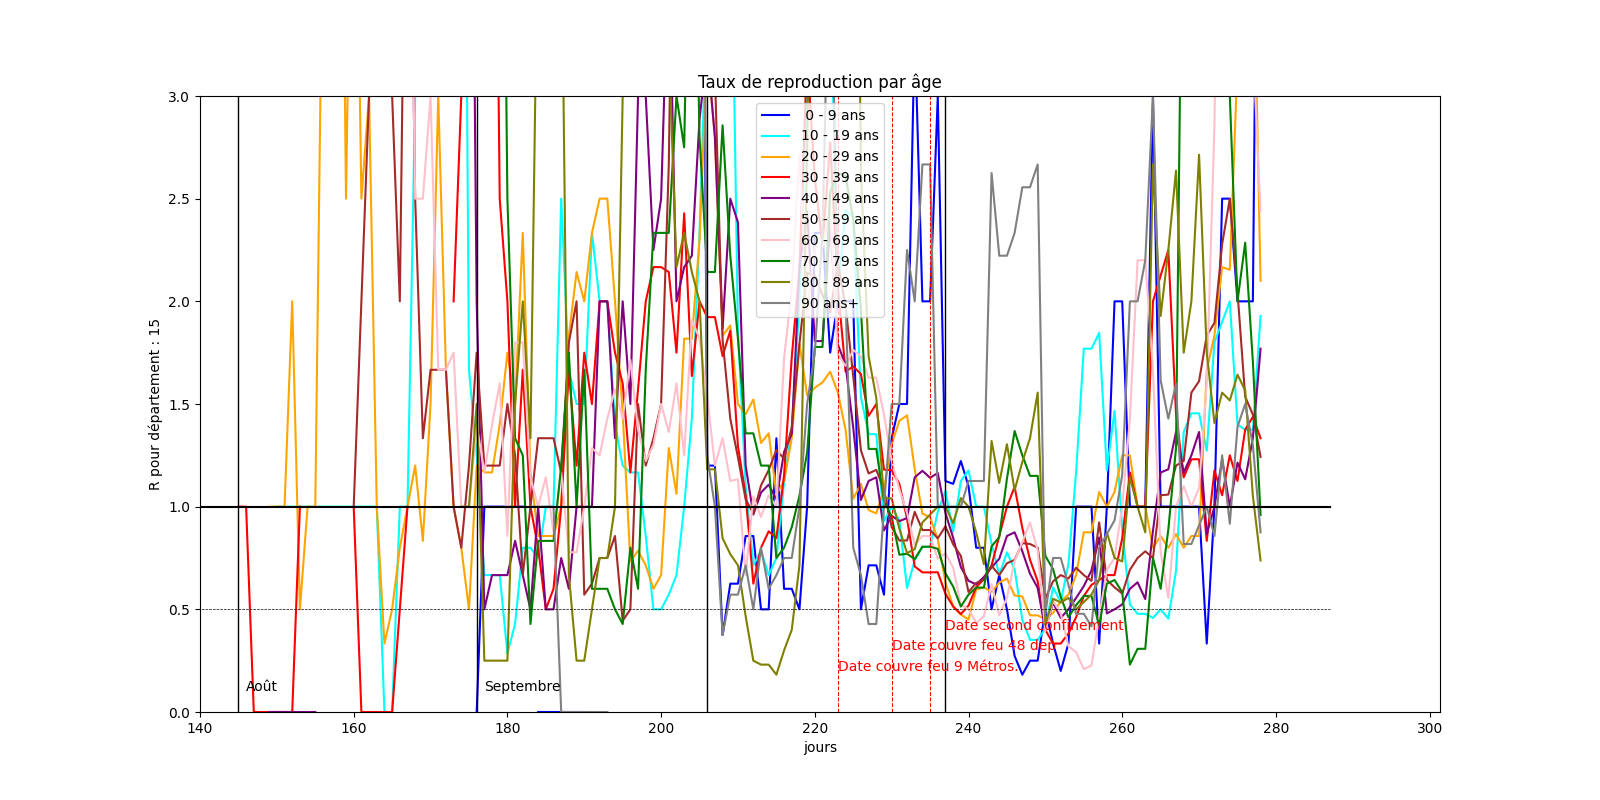 Taux de reproduction par âge
R pour département : 15
3.0
2.5
2.0
1.5
1.0
0.5
0.0
0 - 9 ans
10 - 19 ans
20 - 29 ans
30 - 39 ans
40 - 49 ans
50 - 59 ans
60 - 69 ans
70 - 79 ans
80 - 89 ans
90 ans+
Date second confinement
Date couvre feu 48 dep
Date couvre feu 9 Métros.
Août
Septembre
140 160 180 200 220 240 260 280 300
jours